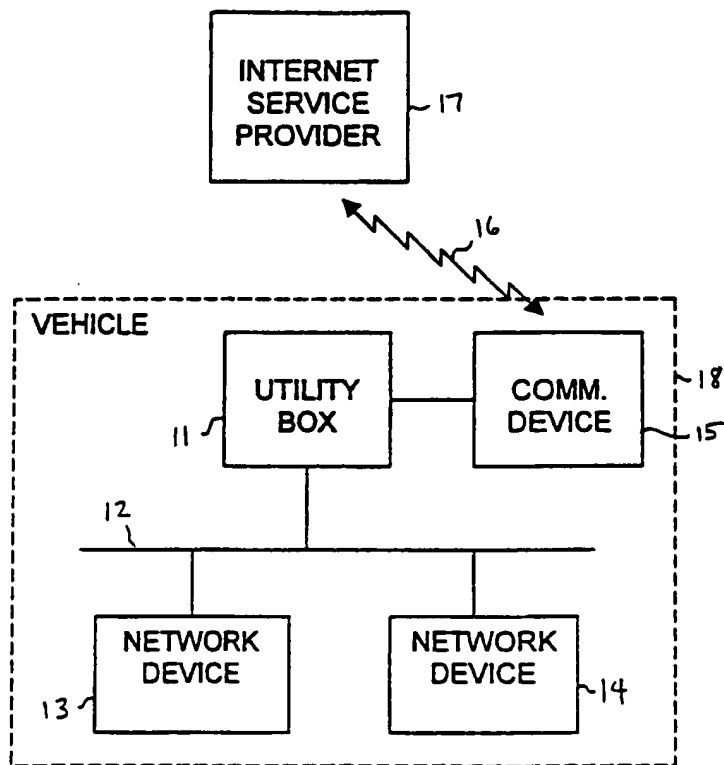 INTERNET
SERVICE
PROVIDER
17
16
VEHICLE
18
UTILITY
BOX
11
COMM.
DEVICE
15
12
NETWORK
DEVICE
13
NETWORK
DEVICE
14